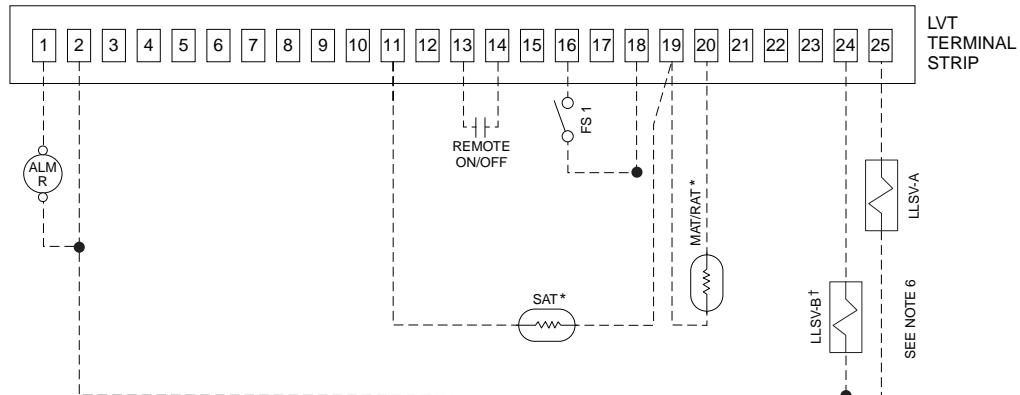 1 2 3 4 5 6 7 8 9 10 11 12 13 14 15 16 17 18 19 20 21 22 23 24 25
LVT
TERMINAL
STRIP
ALM
R
REMOTE
ON/OFF
FS 1
MAT/RAT*
SAT*
LLSV-A
LLSV-B†
SEE NOTE 6